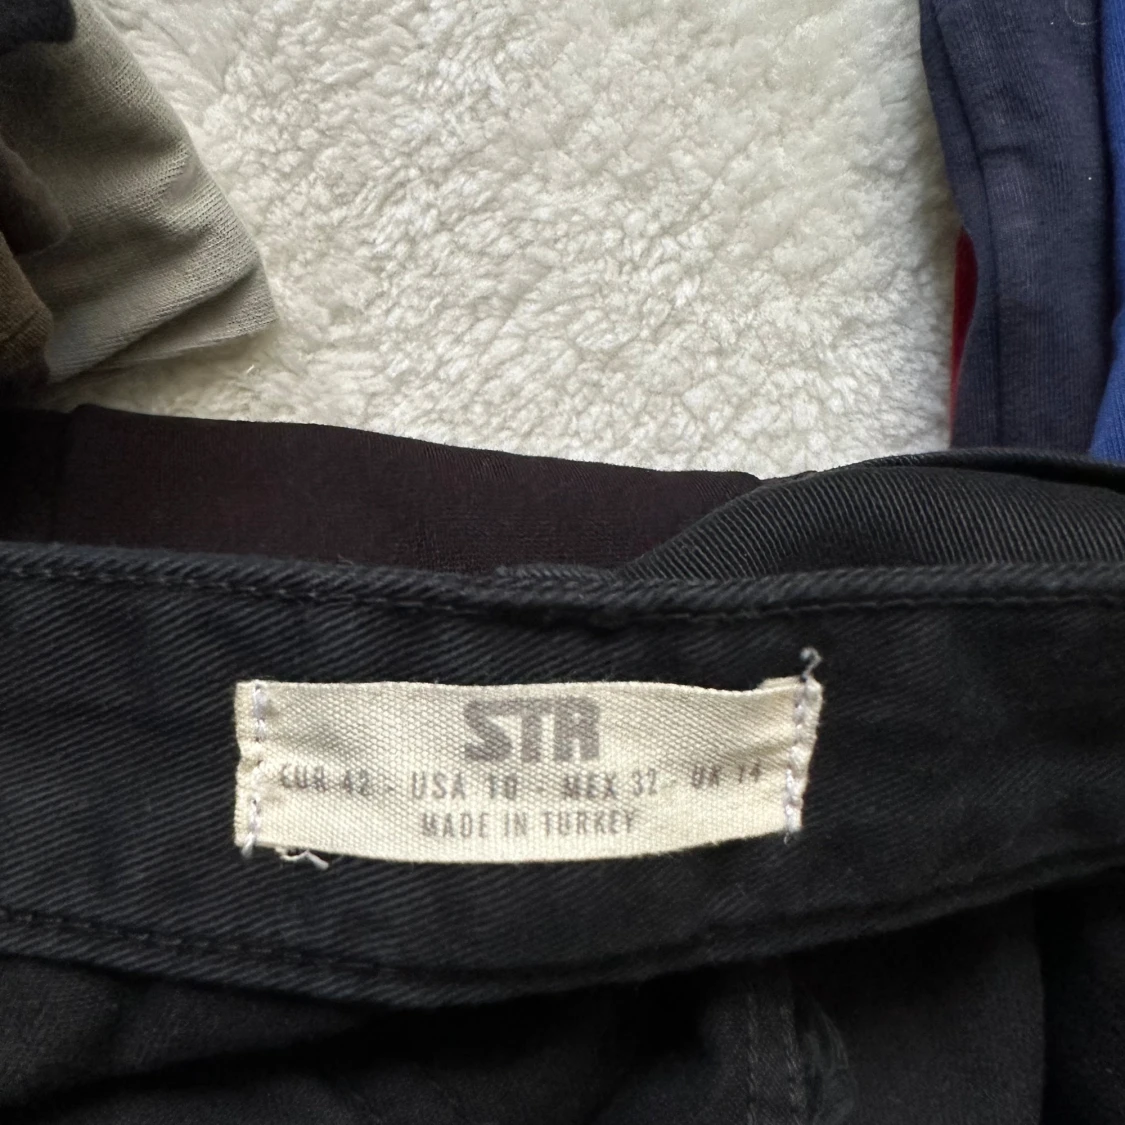 STR
EUR 42 - USA 10 - MEX 32 - UK 14
MADE IN TURKEY